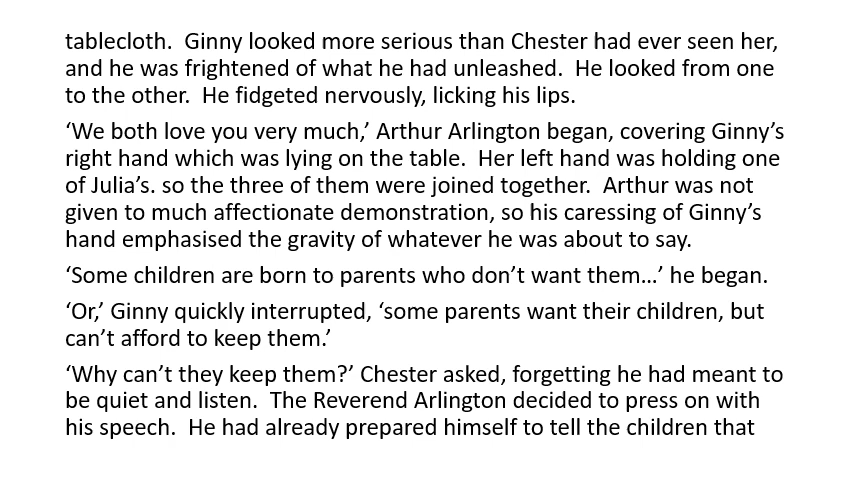 tablecloth.  Ginny looked more serious than Chester had ever seen her,
and he was frightened of what he had unleashed.  He looked from one
to the other.  He fidgeted nervously, licking his lips.
‘We both love you very much,’ Arthur Arlington began, covering Ginny’s
right hand which was lying on the table.  Her left hand was holding one
of Julia’s. so the three of them were joined together.  Arthur was not
given to much affectionate demonstration, so his caressing of Ginny’s
hand emphasised the gravity of whatever he was about to say.
‘Some children are born to parents who don’t want them…’ he began.
‘Or,’ Ginny quickly interrupted, ‘some parents want their children, but
can’t afford to keep them.’
‘Why can’t they keep them?’ Chester asked, forgetting he had meant to
be quiet and listen.  The Reverend Arlington decided to press on with
his speech.  He had already prepared himself to tell the children that